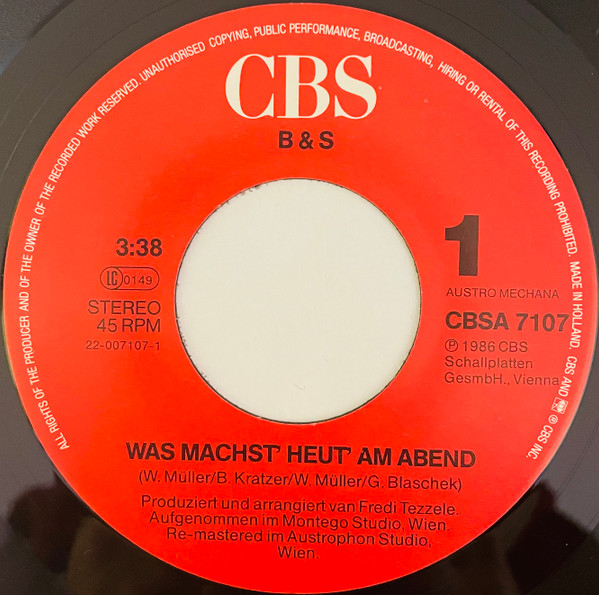 ALL RIGHTS OF THE PRODUCER AND OF THE OWNER OF THE RECORDED WORK RESERVED. UNAUTHORISED COPYING, PUBLIC PERFORMANCE, BROADCASTING, HIRING OR RENTAL OF THIS RECORDING PROHIBITED. MADE IN HOLLAND. CBS AND ® © CBS INC.
CBS
B & S
3:38
LC 0149
STEREO
45 RPM
22-007107-1
1
AUSTRO MECHANA
CBSA 7107
℗ 1986 CBS
Schallplatten
GesmbH., Vienna
WAS MACHST' HEUT' AM ABEND
(W. Müller/B. Kratzer/W. Müller/G. Blaschek)
Produziert und arrangiert van Fredi Tezzele.
Aufgenommen im Montego Studio, Wien.
Re-mastered im Austrophon Studio,
Wien.